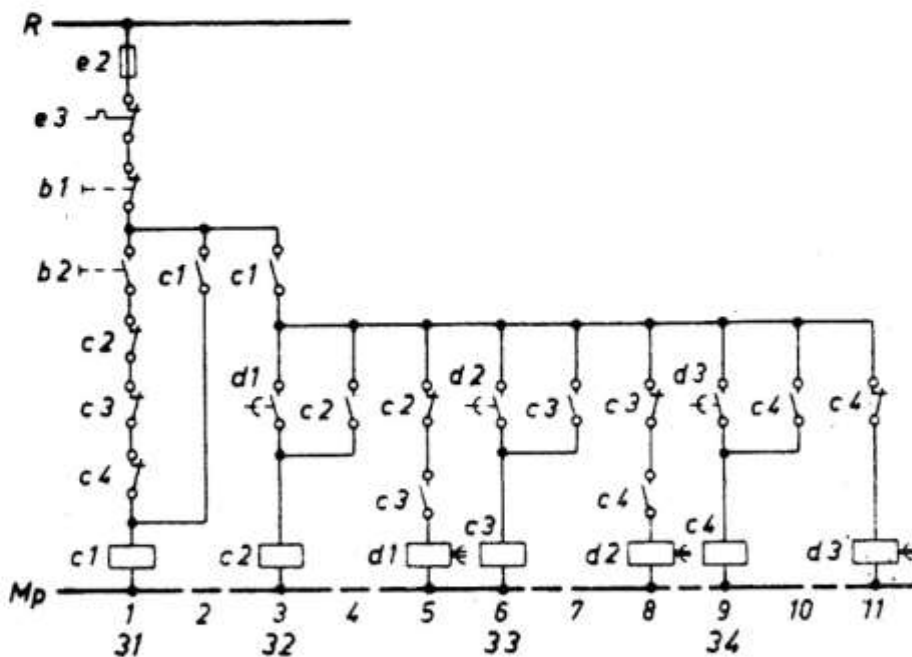 R
e2
e3
b1
b2 c1 c1
c2 d1 c2 c2 d2 c3 c3 d3 c4 c4
c3
c4 c3 c4
c1 c2 d1 c3 d2 c4 d3
Mp 1 2 3 4 5 6 7 8 9 10 11
31 32 33 34